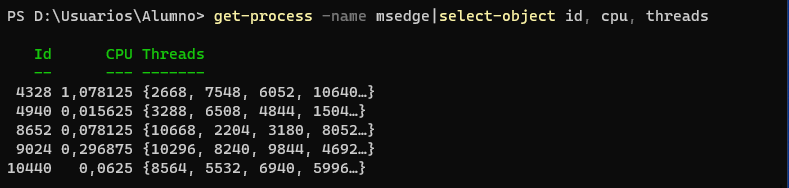 PS D:\Usuarios\Alumno> get-process -name msedge|select-object id, cpu, threads
Id CPU Threads
-- --- -------
4328 1,078125 {2668, 7548, 6052, 10640…}
4940 0,015625 {3288, 6508, 4844, 1504…}
8652 0,078125 {10668, 2204, 3180, 8052…}
9024 0,296875 {10296, 8240, 9844, 4692…}
10440 0,0625 {8564, 5532, 6940, 5996…}